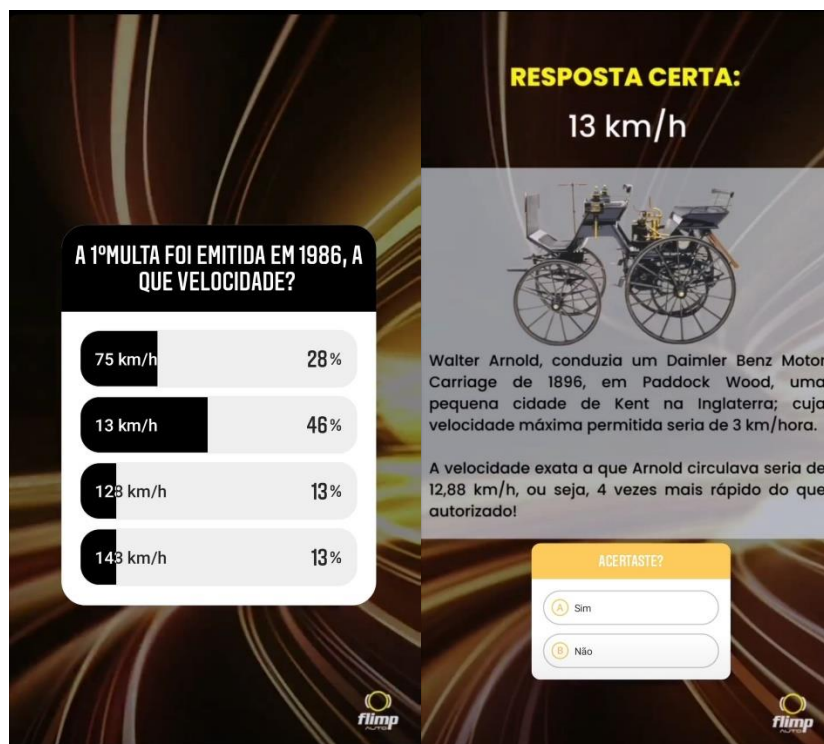 A 1ºMULTA FOI EMITIDA EM 1986, A
QUE VELOCIDADE?
75 km/h
28%
13 km/h
46%
128 km/h
13%
143 km/h
13%
flimp
AUTO
RESPOSTA CERTA:
13 km/h
Walter Arnold, conduzia um Daimler Benz Motor
Carriage de 1896, em Paddock Wood, uma
pequena cidade de Kent na Inglaterra; cuja
velocidade máxima permitida seria de 3 km/hora.
A velocidade exata a que Arnold circulava seria de
12,88 km/h, ou seja, 4 vezes mais rápido do que
autorizado!
ACERTASTE?
A Sim
B Não
flimp
AUTO